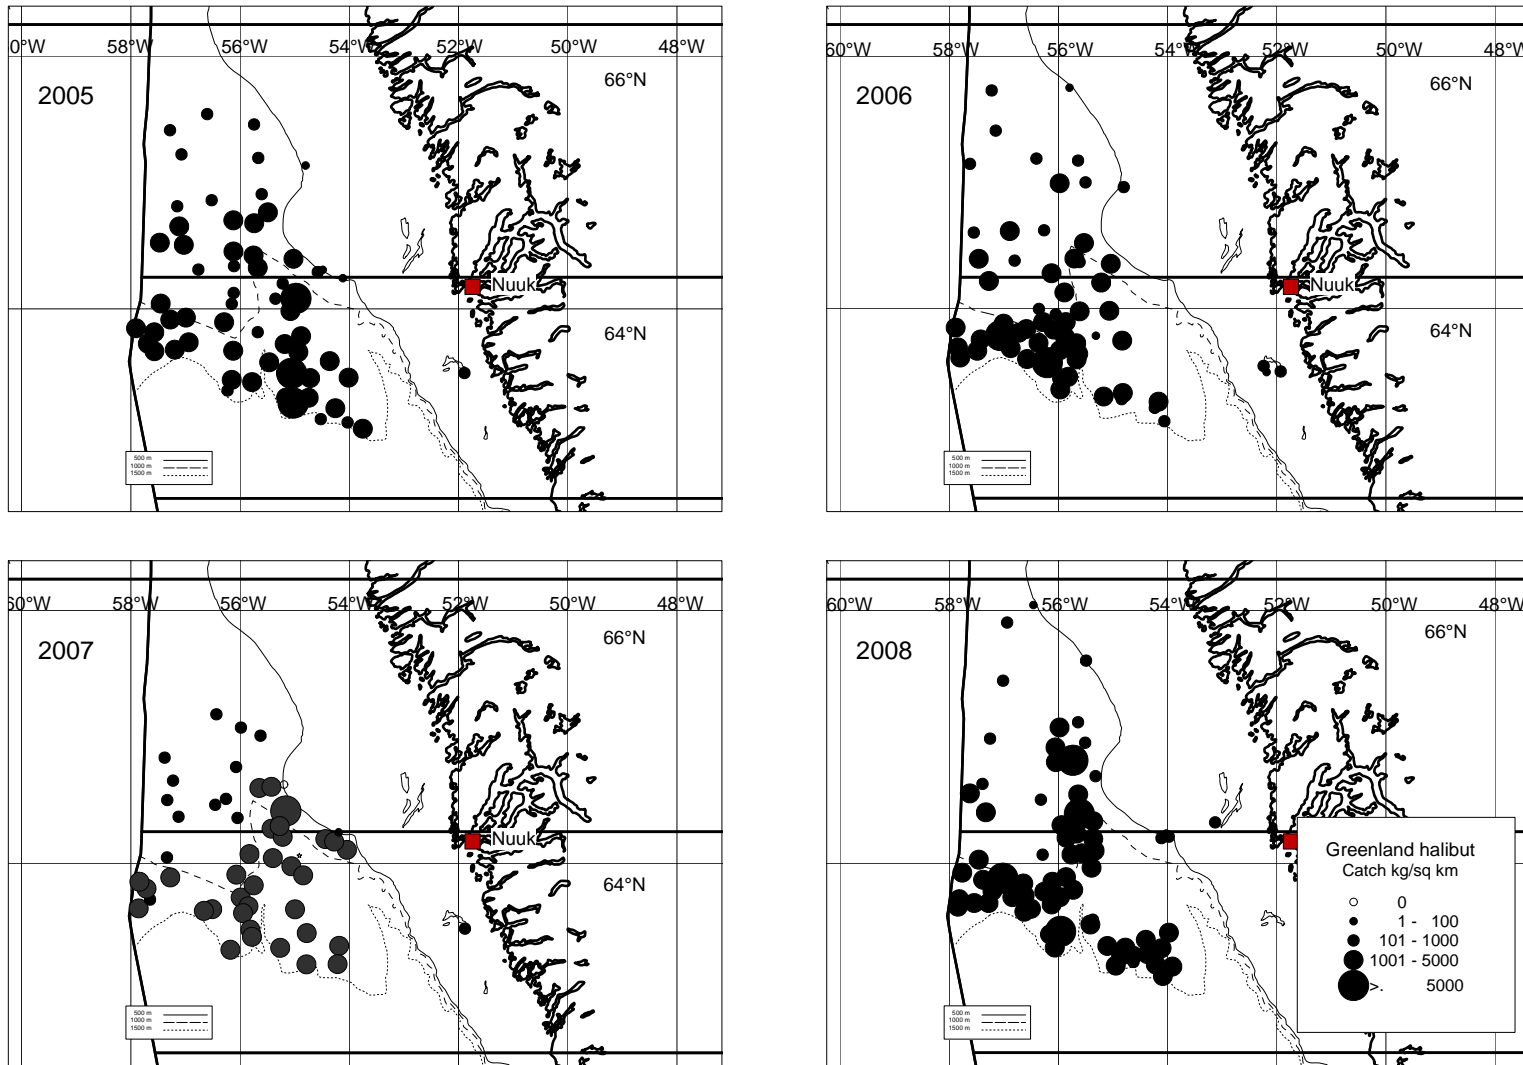 0°W 58°W 56°W 54°W 52°W 50°W
66°N
2005
Nuuk
64°N
500 m
1000 m
1500 m
60°W 58°W 56°W 54°W 52°W 50°W 48°W
66°N
2006
Nuuk
64°N
500 m
1000 m
1500 m
60°W 58°W 56°W 54°W 52°W 50°W
66°N
2007
Nuuk
64°N
500 m
1000 m
1500 m
60°W 58°W 56°W 54°W 52°W 50°W 48°W
66°N
2008
500 m
1000 m
1500 m
Greenland halibut
Catch kg/sq km
0
1 - 100
101 - 1000
1001 - 5000
>. 5000